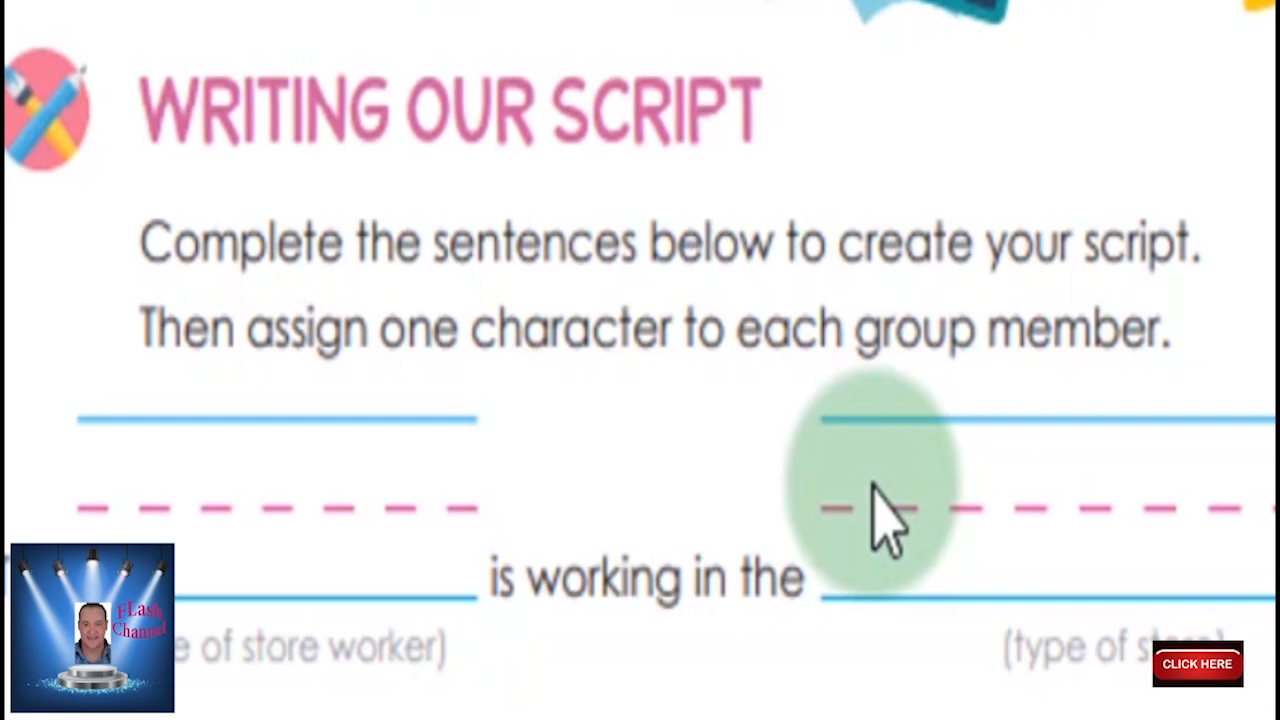 WRITING OUR SCRIPT
Complete the sentences below to create your script.
Then assign one character to each group member.
is working in the
of store worker)
(type of
FLash
Channel
CLICK HERE